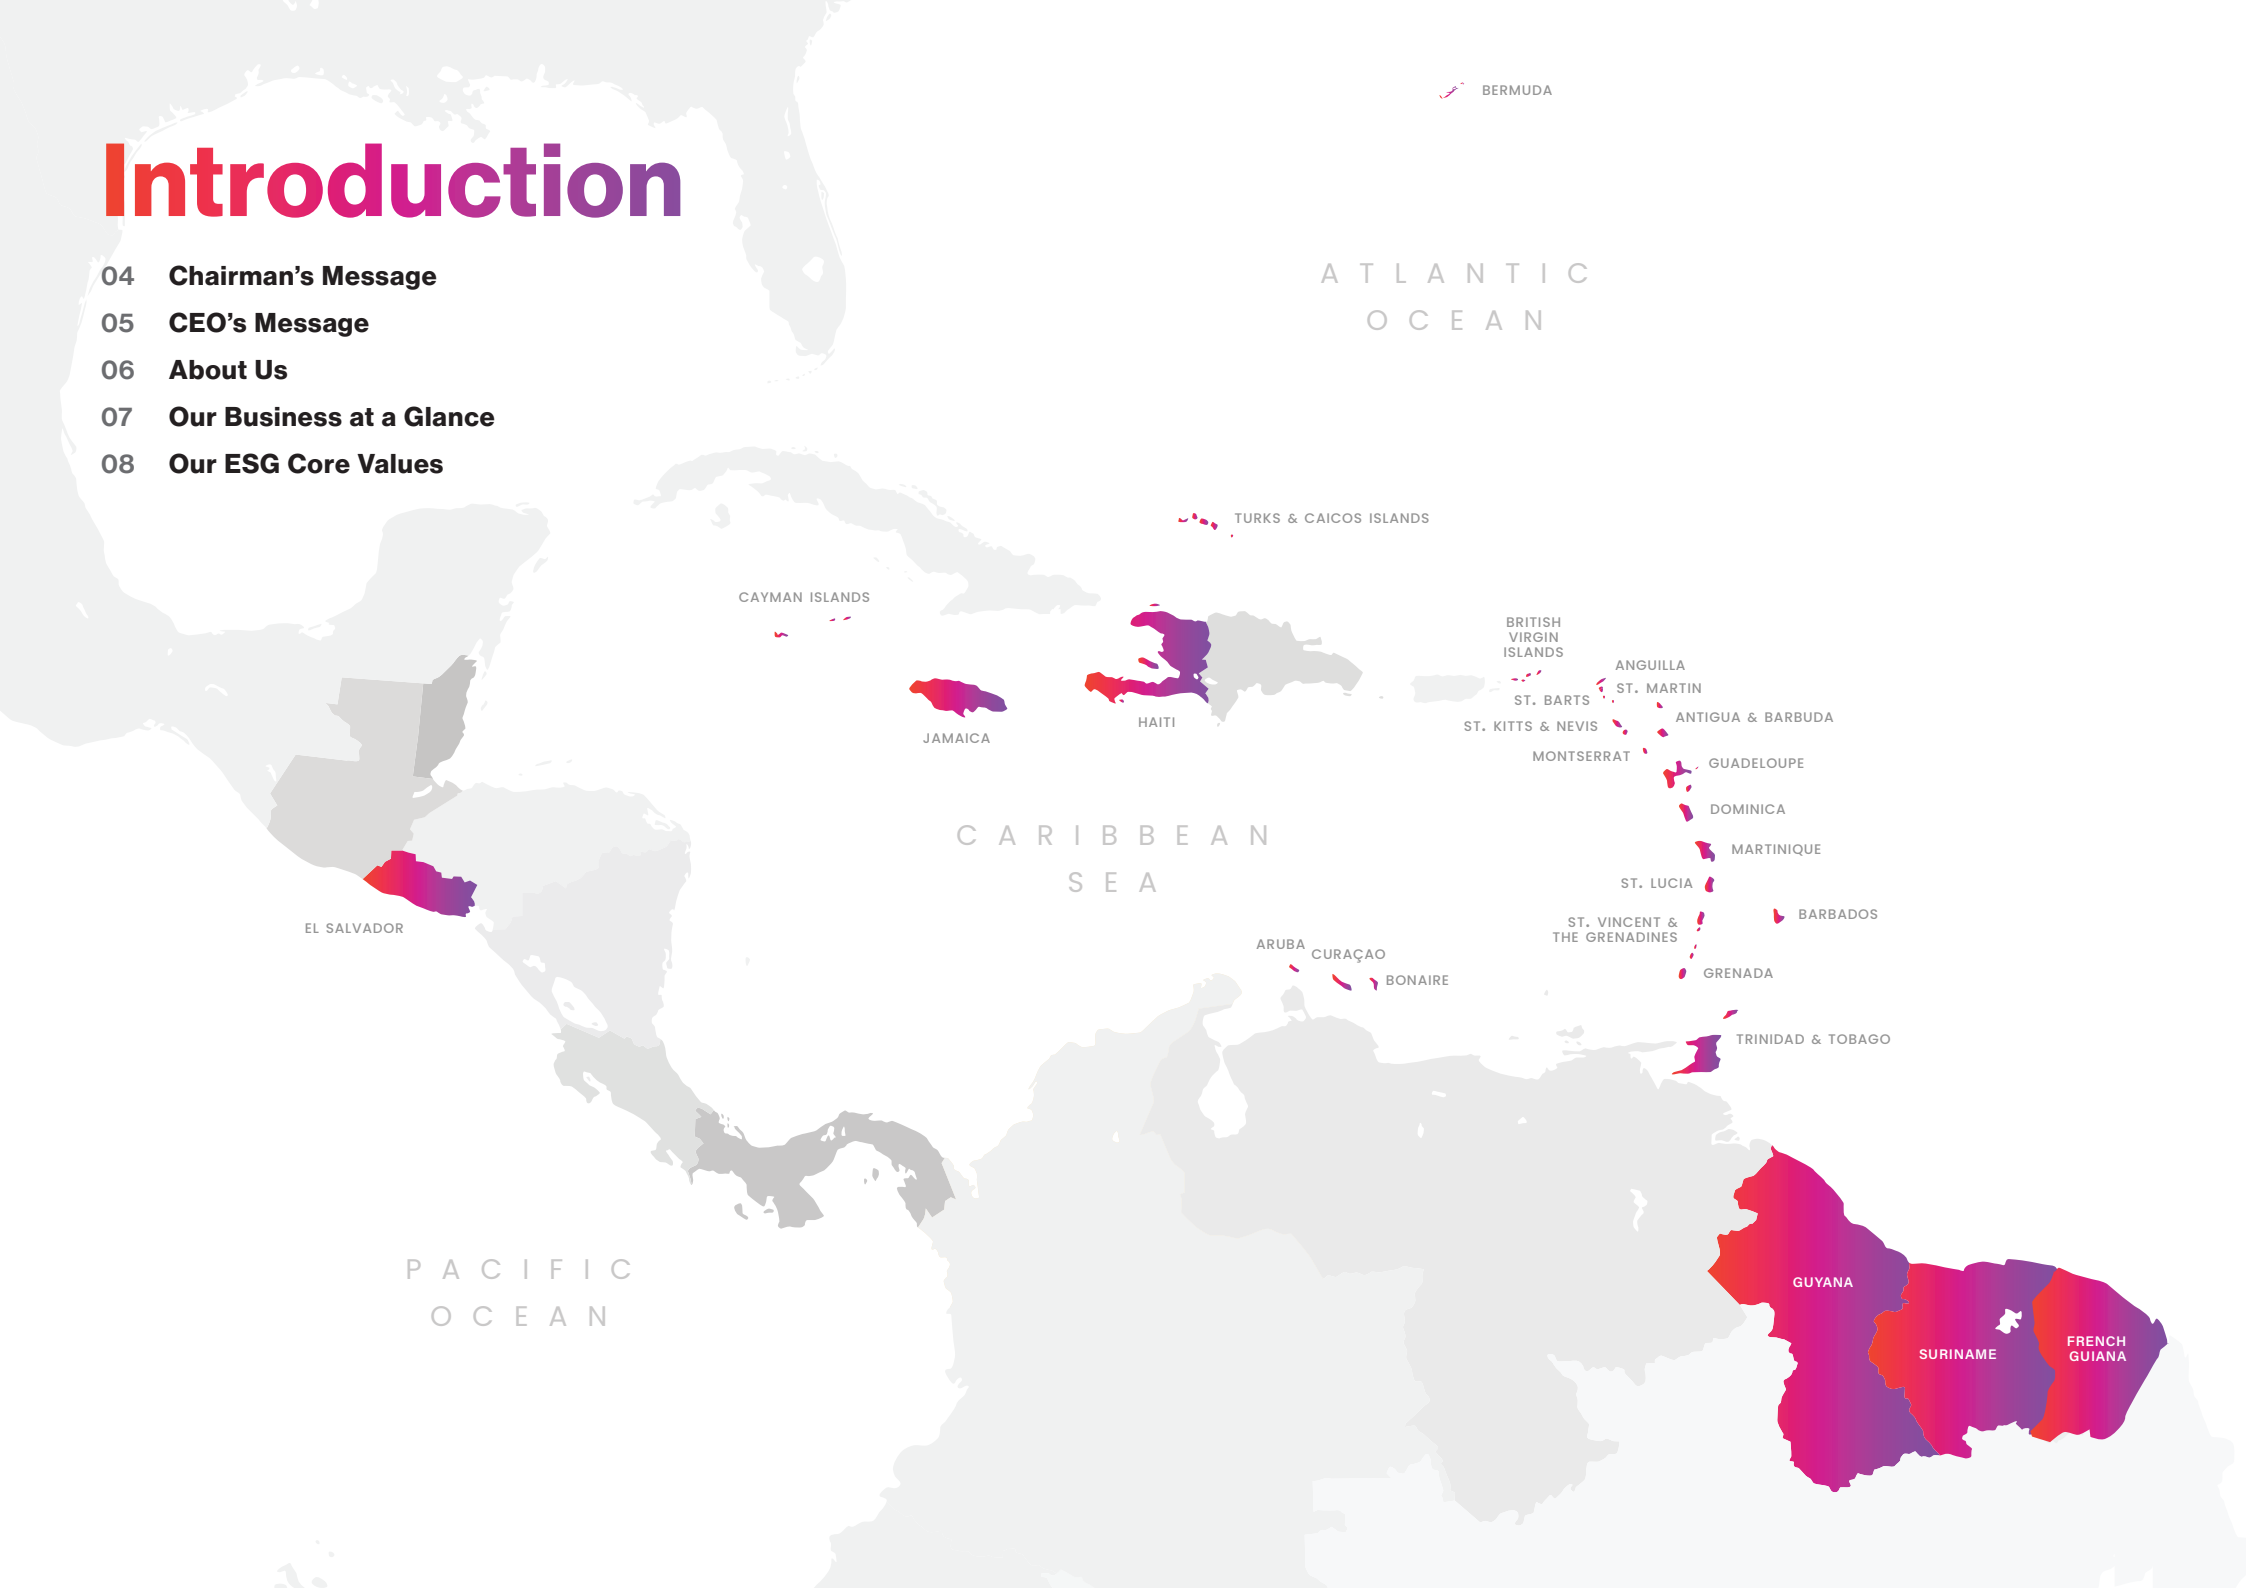 Introduction
04 Chairman’s Message
05 CEO’s Message
06 About Us
07 Our Business at a Glance
08 Our ESG Core Values
BERMUDA
ATLANTIC
OCEAN
TURKS & CAICOS ISLANDS
CAYMAN ISLANDS
JAMAICA
HAITI
BRITISH
VIRGIN
ISLANDS
ANGUILLA
ST. MARTIN
ST. BARTS
ANTIGUA & BARBUDA
ST. KITTS & NEVIS
MONTSERRAT
GUADELOUPE
DOMINICA
MARTINIQUE
ST. LUCIA
BARBADOS
ST. VINCENT &
THE GRENADINES
GRENADA
CARIBBEAN
SEA
EL SALVADOR
ARUBA
CURAÇAO
BONAIRE
TRINIDAD & TOBAGO
PACIFIC
OCEAN
GUYANA
SURINAME
FRENCH
GUIANA